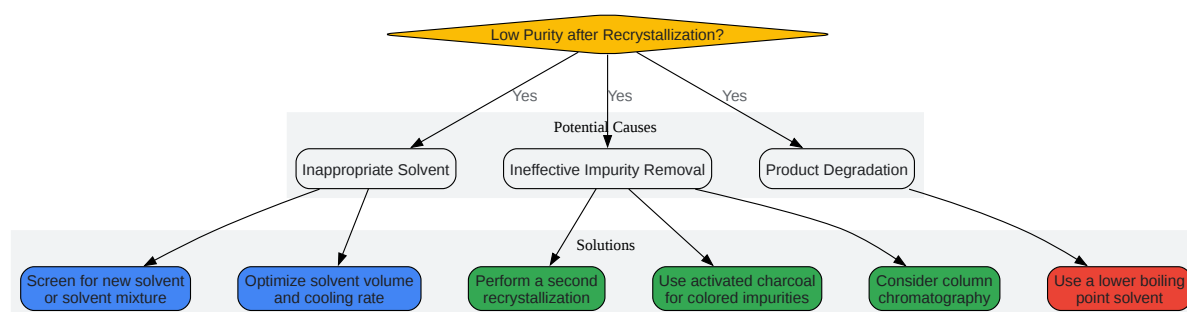 Low Purity after Recrystallization?
Yes
Yes
Yes
Potential Causes
Inappropriate Solvent
Ineffective Impurity Removal
Product Degradation
Solutions
Screen for new solvent
or solvent mixture
Optimize solvent volume
and cooling rate
Perform a second
recrystallization
Use activated charcoal
for colored impurities
Consider column
chromatography
Use a lower boiling
point solvent